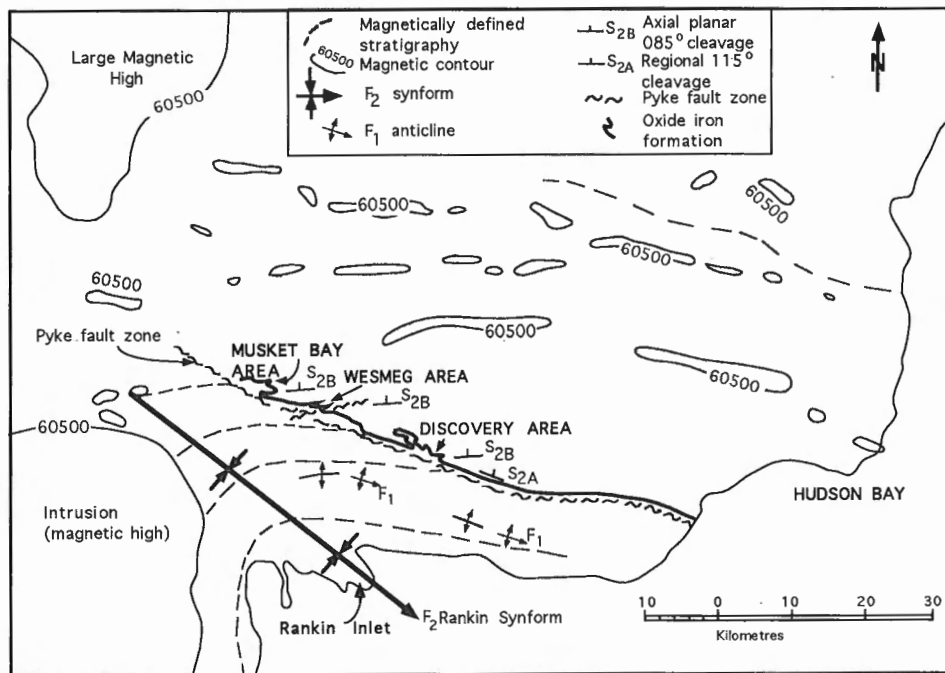 Magnetically defined
stratigraphy
60500
Magnetic contour
F2 synform
F1 anticline
S2B Axial planar
085° cleavage
S2A Regional 115°
cleavage
Pyke fault zone
Oxide iron
formation
N
Large Magnetic
High
60500
60500
60500
60500
60500
60500
60500
60500
Pyke fault zone
MUSKET BAY
AREA
S2B
WESMEG AREA
S2B
DISCOVERY AREA
S2B
S2A
60500
F1
F1
HUDSON BAY
Intrusion
(magnetic high)
Rankin Inlet
F2 Rankin Synform
10 0 10 20 30
Kilometres